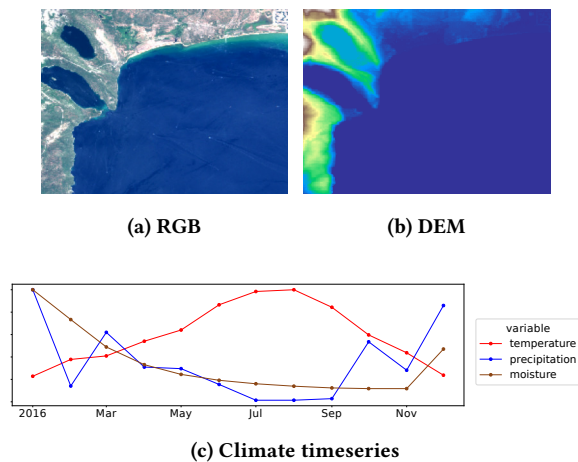 (a) RGB
(b) DEM
variable
temperature
precipitation
moisture
2016 Mar May Jul Sep Nov
(c) Climate timeseries